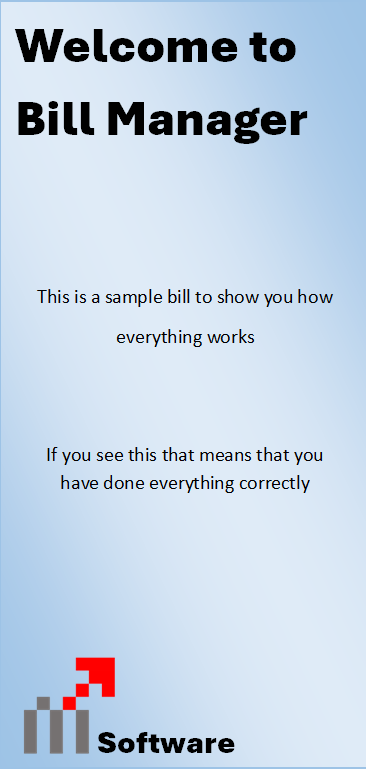 Welcome to
Bill Manager
This is a sample bill to show you how
everything works
If you see this that means that you
have done everything correctly
Software